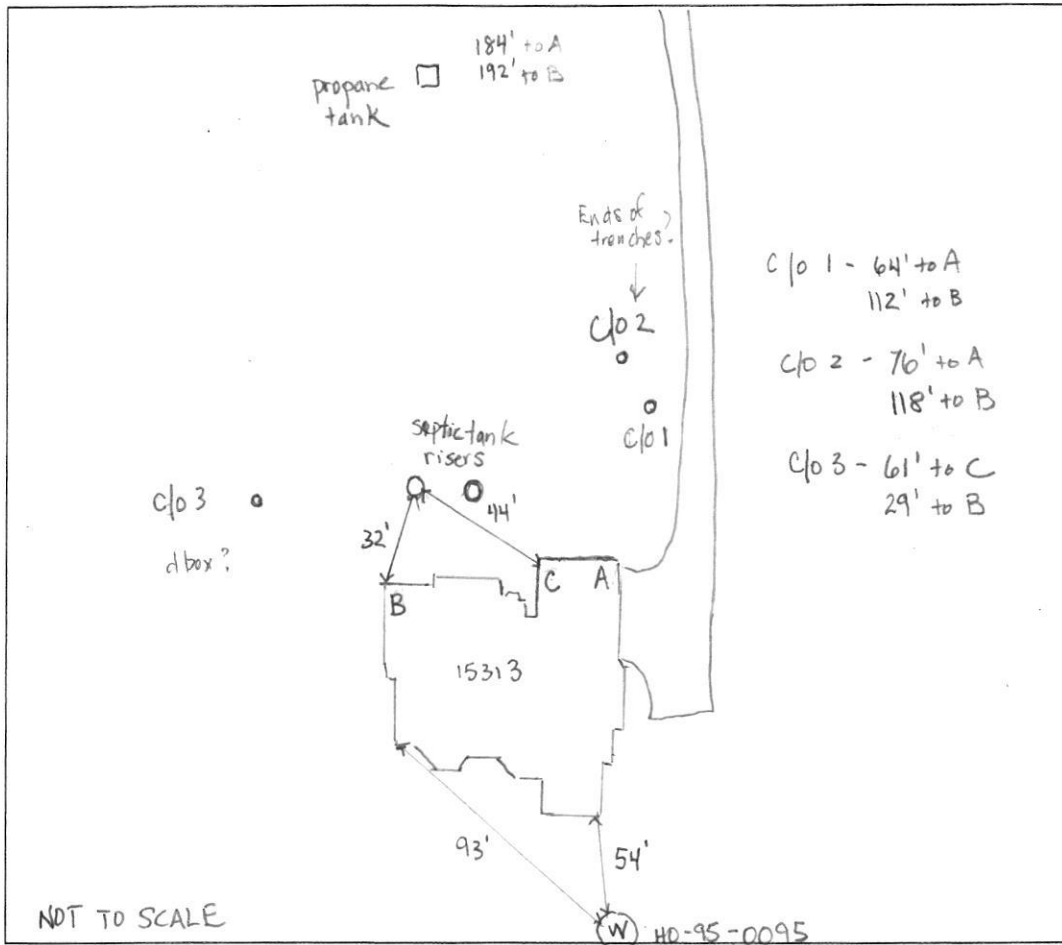 184' to A
192' to B
propane
tank
Ends of
trenches?
C/O 2
C/O 1
C/O 1 - 64' to A
112' to B
C/O 2 - 76' to A
118' to B
C/O 3 - 61' to C
29' to B
septic tank
risers
C/O 3
dbox?
32'
44'
B
C
A
15313
93'
54'
NOT TO SCALE
W
HO-95-0095